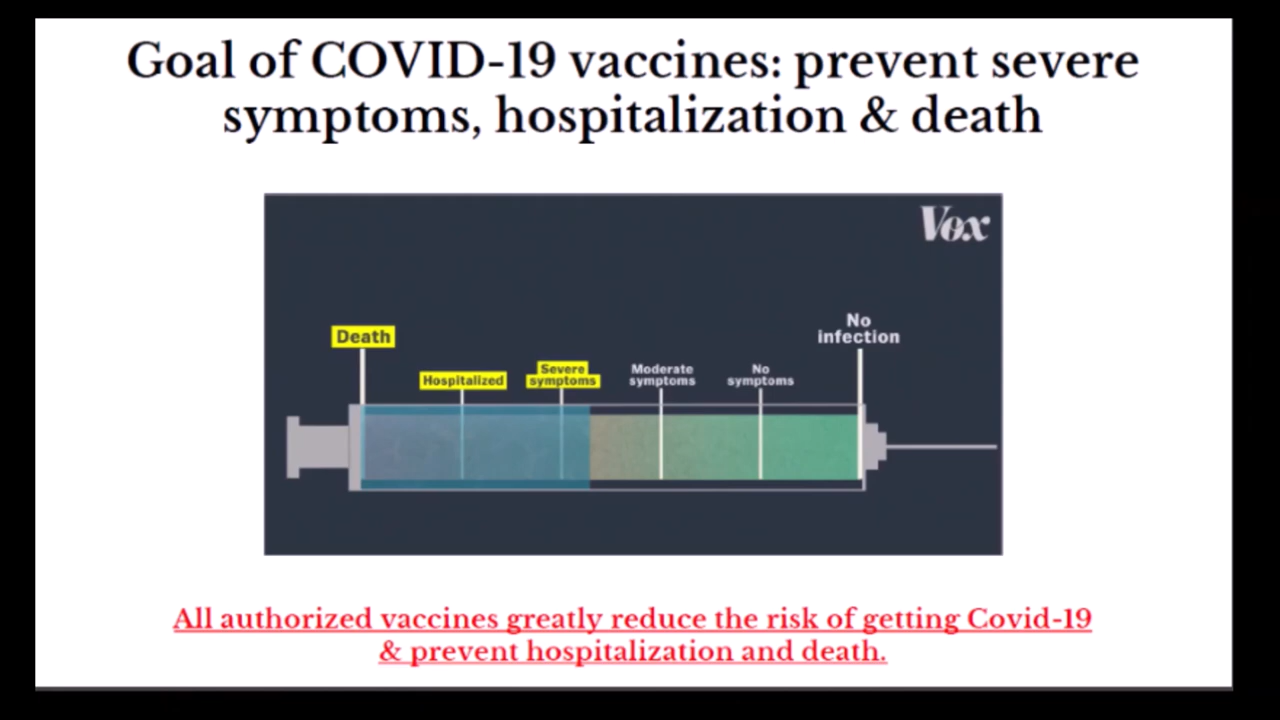 Goal of COVID-19 vaccines: prevent severe
symptoms, hospitalization & death
Vox
No
infection
Death
Severe
symptoms
Moderate
symptoms
No
symptoms
Hospitalized
All authorized vaccines greatly reduce the risk of getting Covid-19
& prevent hospitalization and death.